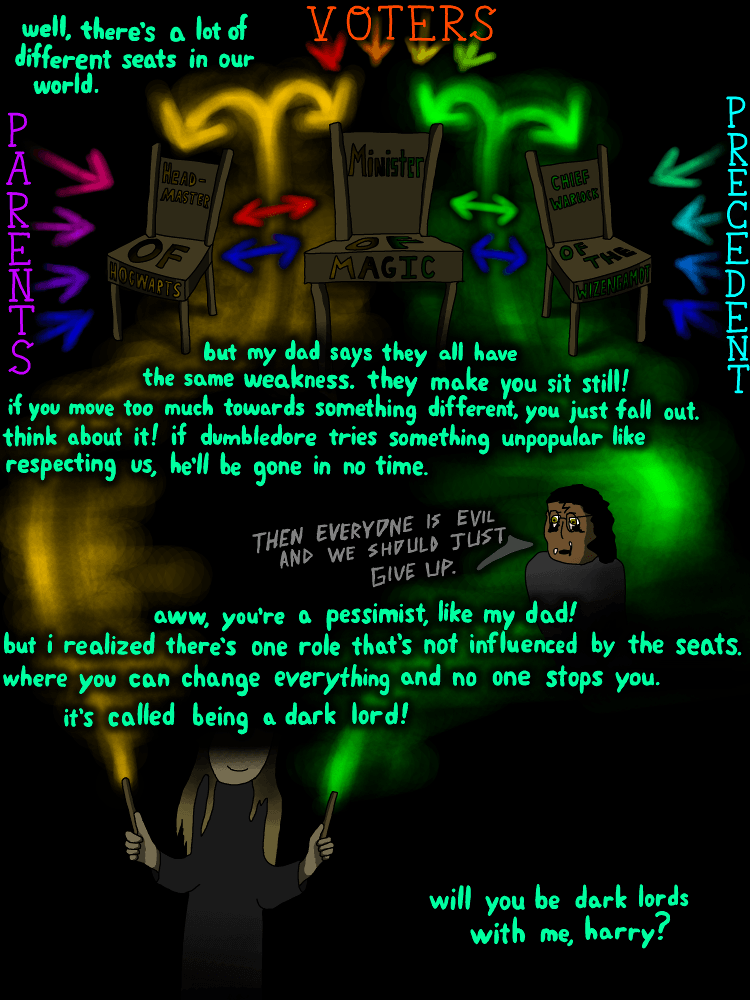 VOTERS
well, there's a lot of
different seats in our
world.
PARENTS
HEAD-
MASTER
OF
HOGWARTS
MINISTER
OF
MAGIC
CHIEF
WARLOCK
OF THE
WIZENGAMOT
PRECEDENT
but my dad says they all have
the same weakness. they make you sit still!
if you move too much towards something different, you just fall out.
think about it! if dumbledore tries something unpopular like
respecting us, he'll be gone in no time.
THEN EVERYONE IS EVIL
AND WE SHOULD JUST
GIVE UP.
aww, you're a pessimist, like my dad!
but i realized there's one role that's not influenced by the seats.
where you can change everything and no one stops you.
it's called being a dark lord!
will you be dark lords
with me, harry?